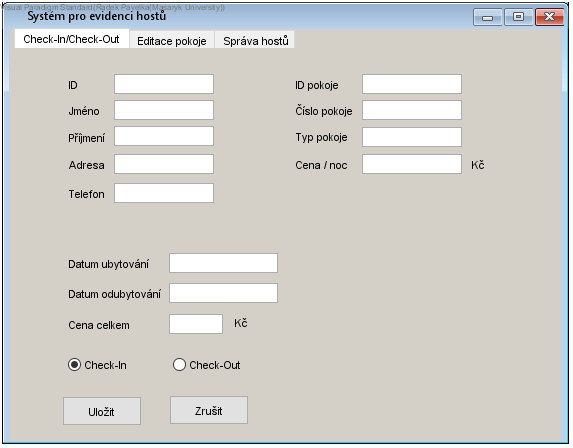 Visual Paradigm Standard(Radek Pavelka(Masaryk University))
Systém pro evidenci hostů
Check-In/Check-Out Editace pokoje Správa hostů
ID
Jméno
Příjmení
Adresa
Telefon
ID pokoje
Číslo pokoje
Typ pokoje
Cena / noc Kč
Datum ubytování
Datum odubytování
Cena celkem Kč
Check-In Check-Out
Uložit Zrušit